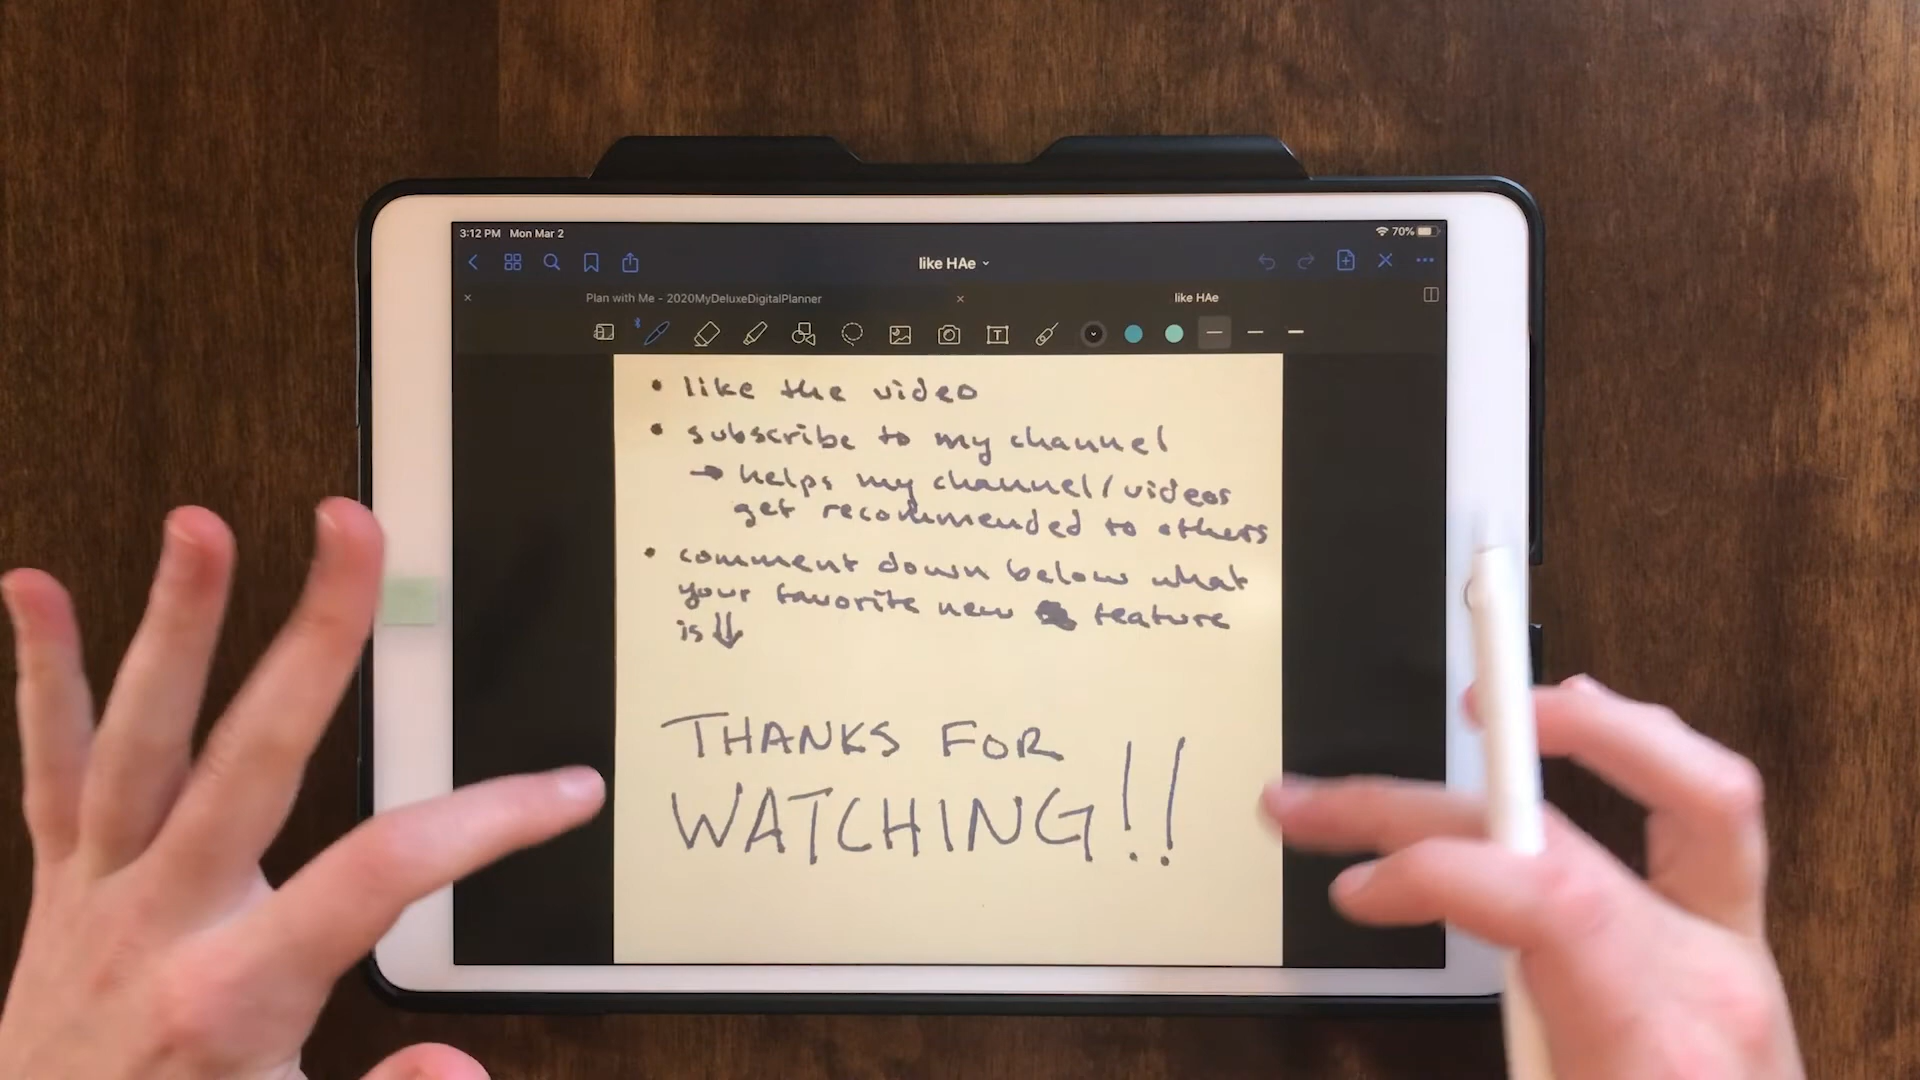 3:12 PM Mon Mar 2
70%
like HAe
Plan with Me - 2020MyDeluxeDigitalPlanner
like HAe
• like the video
• subscribe to my channel
→ helps my channel/videos
get recommended to others
• comment down below what
your favorite new feature
is ⇓
THANKS FOR
WATCHING!!